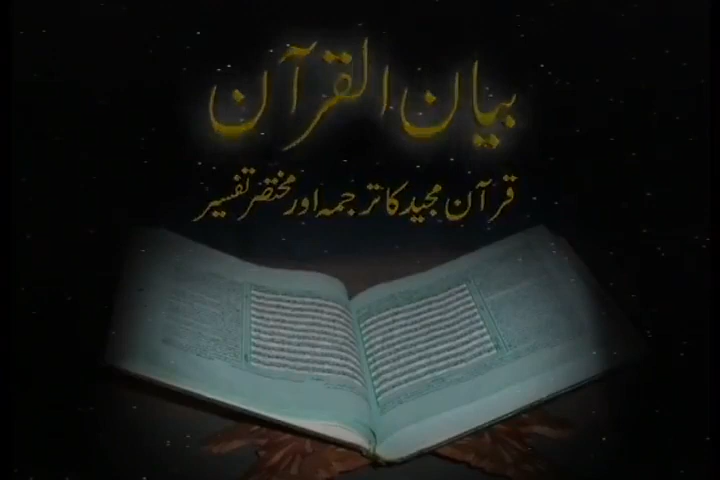 بیان القرآن
قرآن مجید کا ترجمہ اور مختصر تفسیر